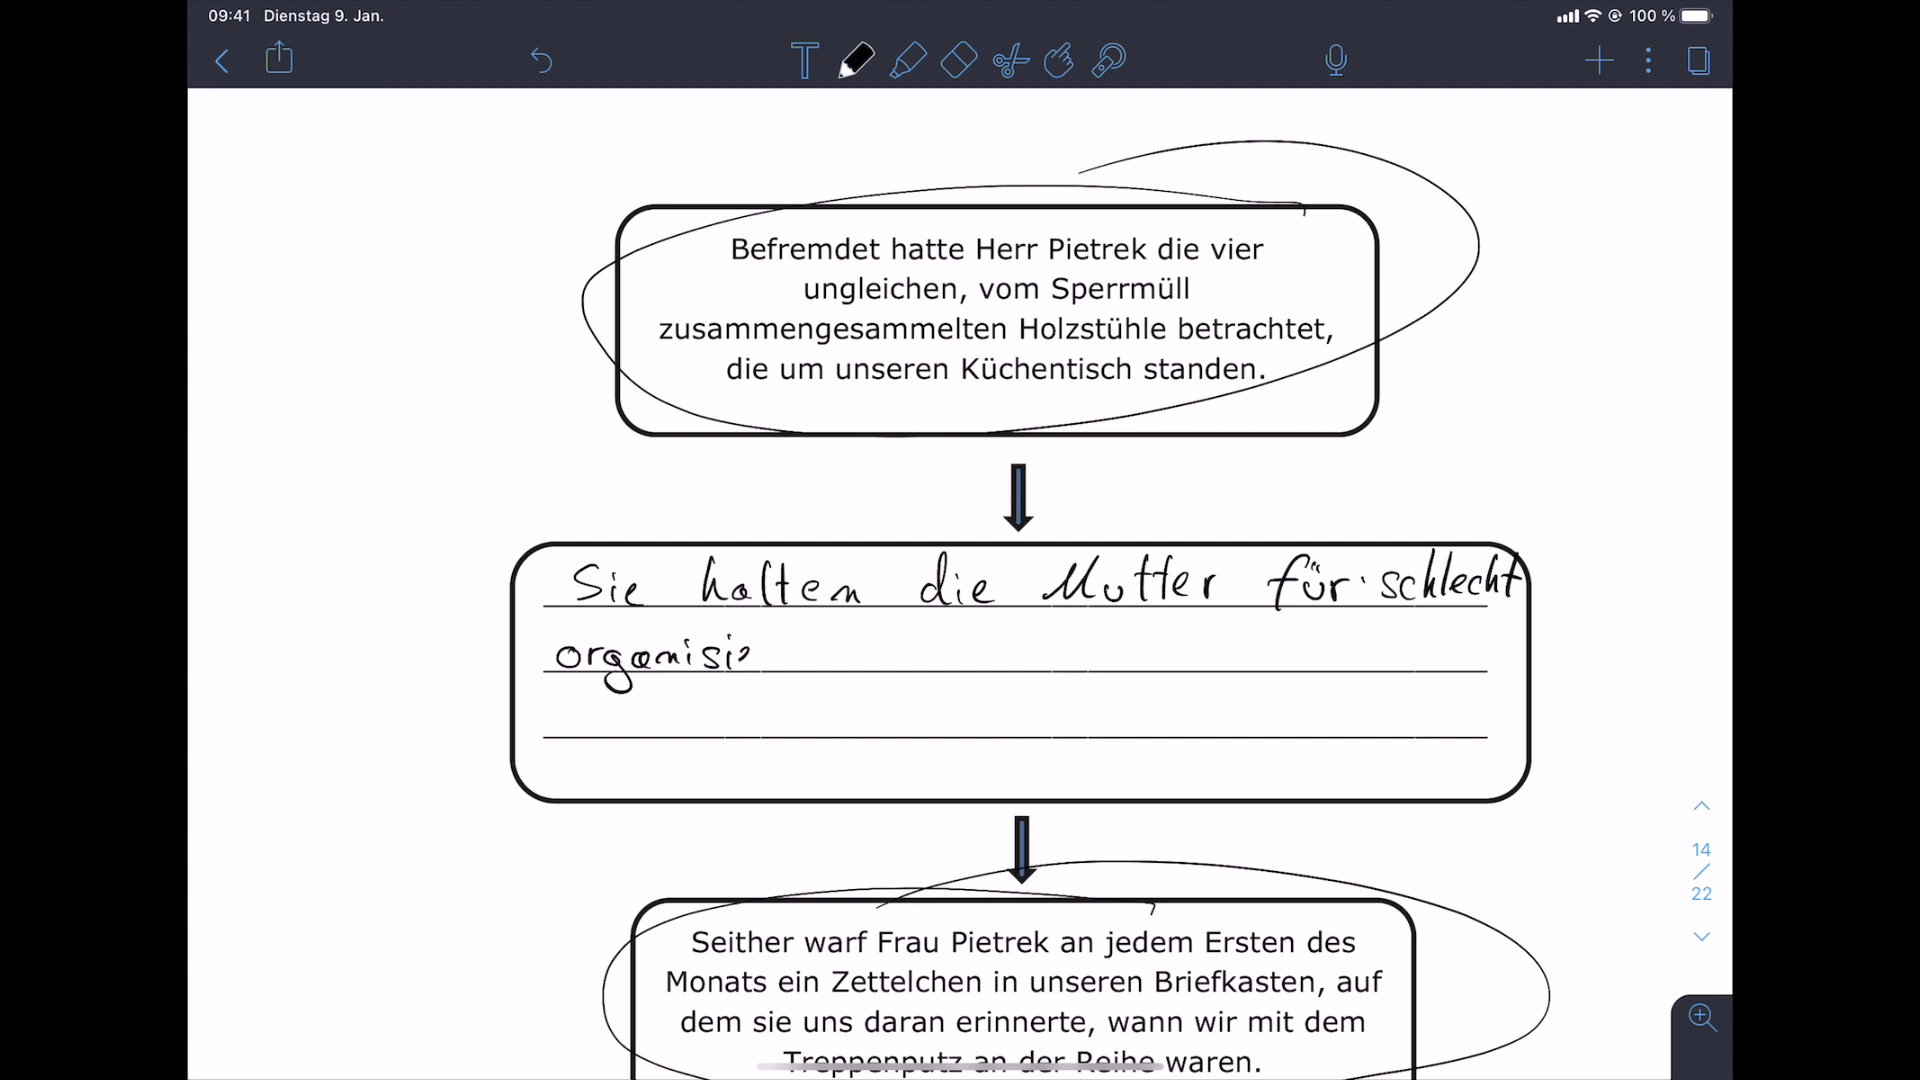 09:41 Dienstag 9. Jan.
100 %
T
Befremdet hatte Herr Pietrek die vier
ungleichen, vom Sperrmüll
zusammengesammelten Holzstühle betrachtet,
die um unseren Küchentisch standen.
Sie halten die Mutter für schlecht
organisi
14
/
22
Seither warf Frau Pietrek an jedem Ersten des
Monats ein Zettelchen in unseren Briefkasten, auf
dem sie uns daran erinnerte, wann wir mit dem
Treppenputz an der Reihe waren.